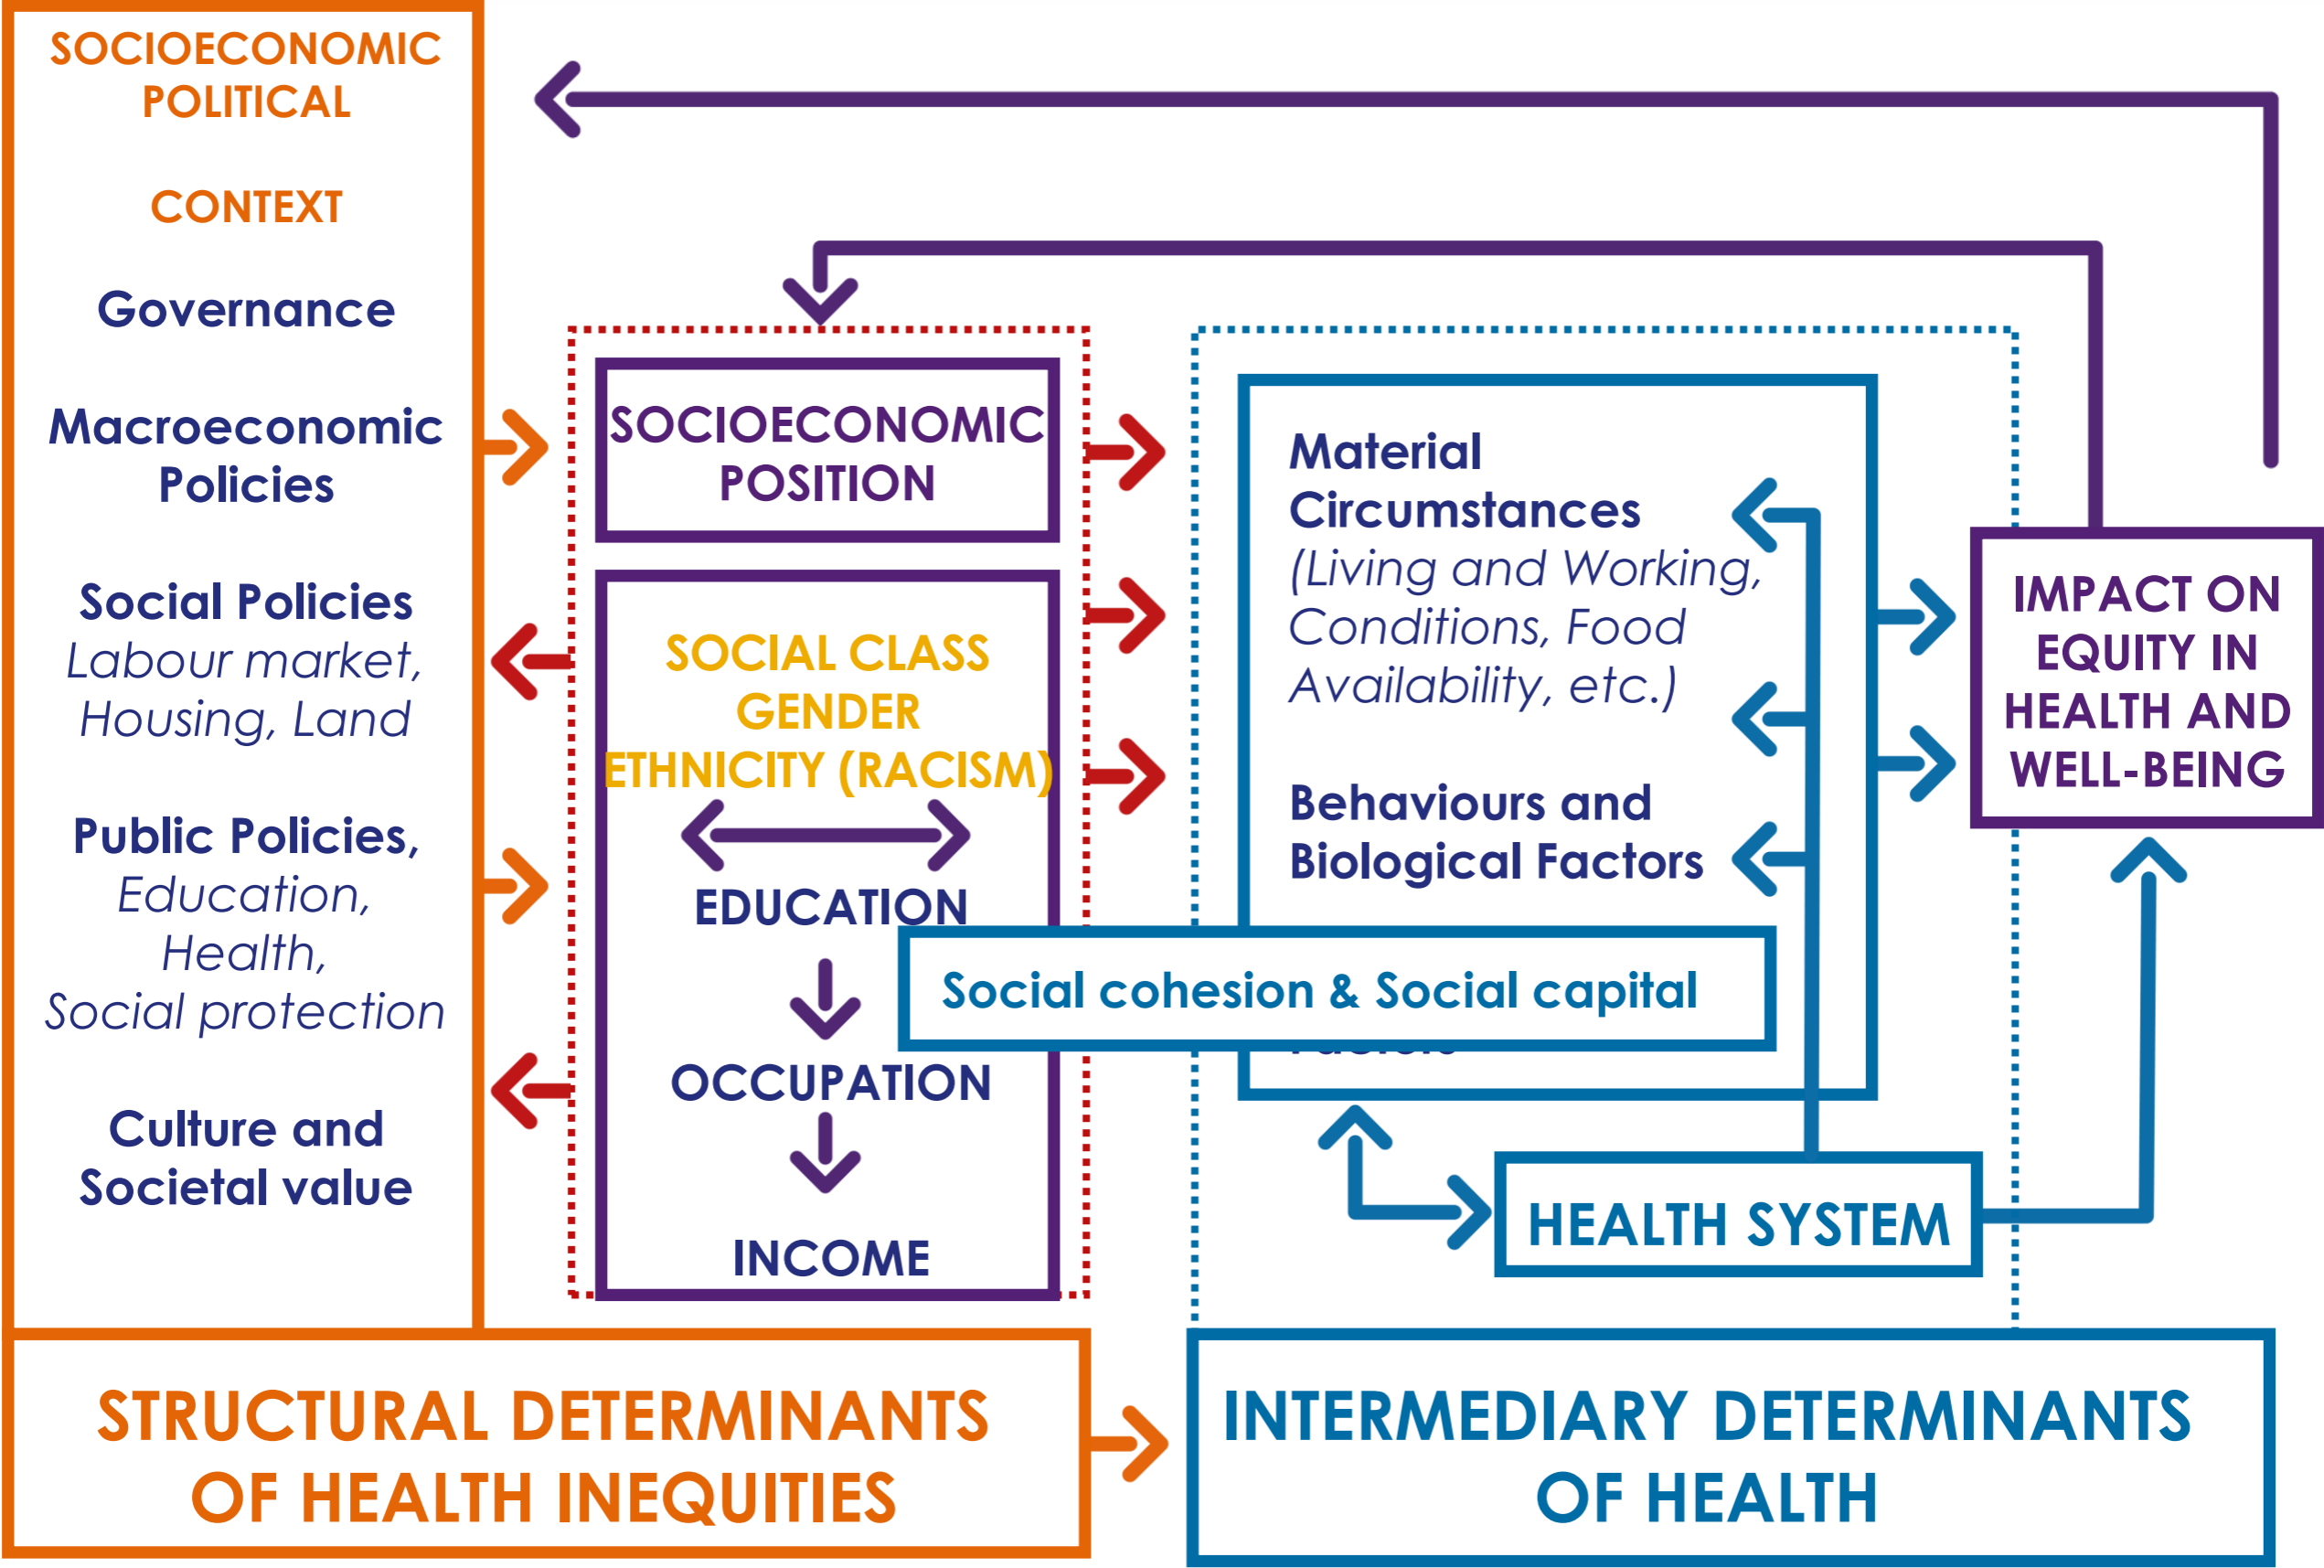 SOCIOECONOMIC
POLITICAL
CONTEXT
Governance
Macroeconomic
Policies
Social Policies
Labour market,
Housing, Land
Public Policies,
Education,
Health,
Social protection
Culture and
Societal value
SOCIOECONOMIC
POSITION
SOCIAL CLASS
GENDER
ETHNICITY (RACISM)
EDUCATION
OCCUPATION
INCOME
Material
Circumstances
(Living and Working,
Conditions, Food
Availability, etc.)
Behaviours and
Biological Factors
Social cohesion & Social capital
HEALTH SYSTEM
IMPACT ON
EQUITY IN
HEALTH AND
WELL-BEING
STRUCTURAL DETERMINANTS
OF HEALTH INEQUITIES
INTERMEDIARY DETERMINANTS
OF HEALTH